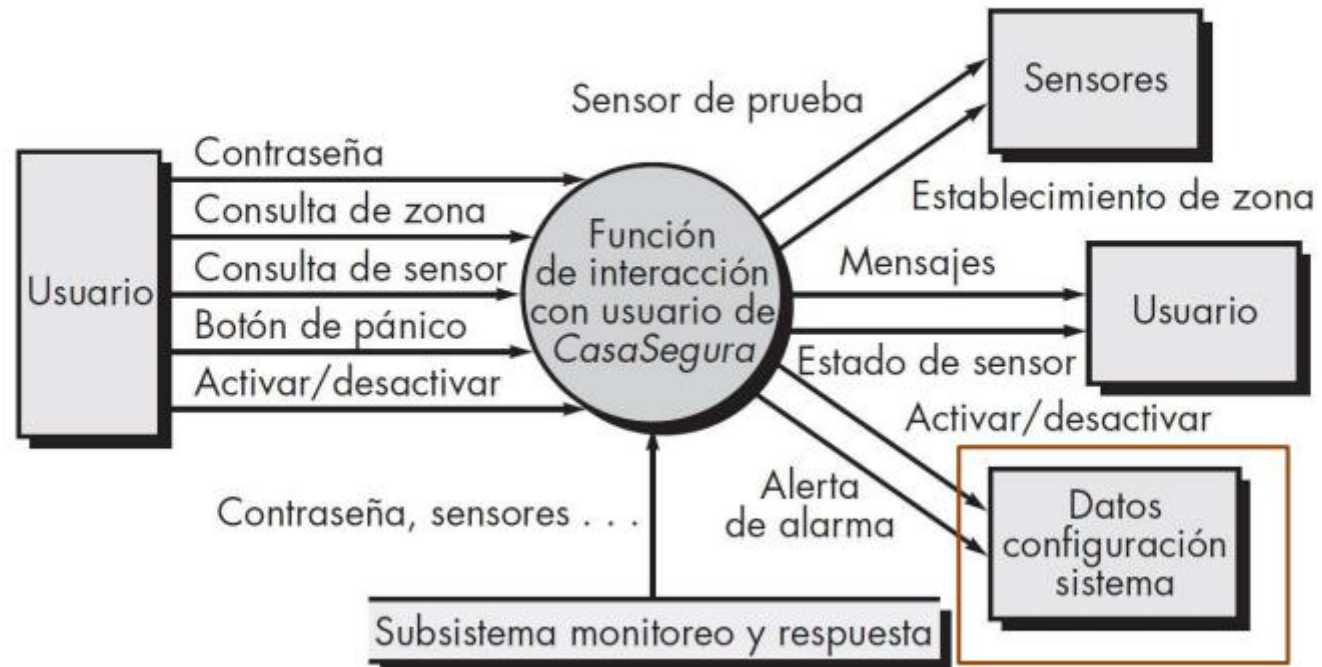 Sensores
Sensor de prueba
Establecimiento de zona
Usuario
Contraseña
Consulta de zona
Consulta de sensor
Botón de pánico
Activar/desactivar
Función
de interacción
con usuario de
CasaSegura
Mensajes
Usuario
Estado de sensor
Activar/desactivar
Alerta
de alarma
Datos
configuración
sistema
Contraseña, sensores . . .
Subsistema monitoreo y respuesta